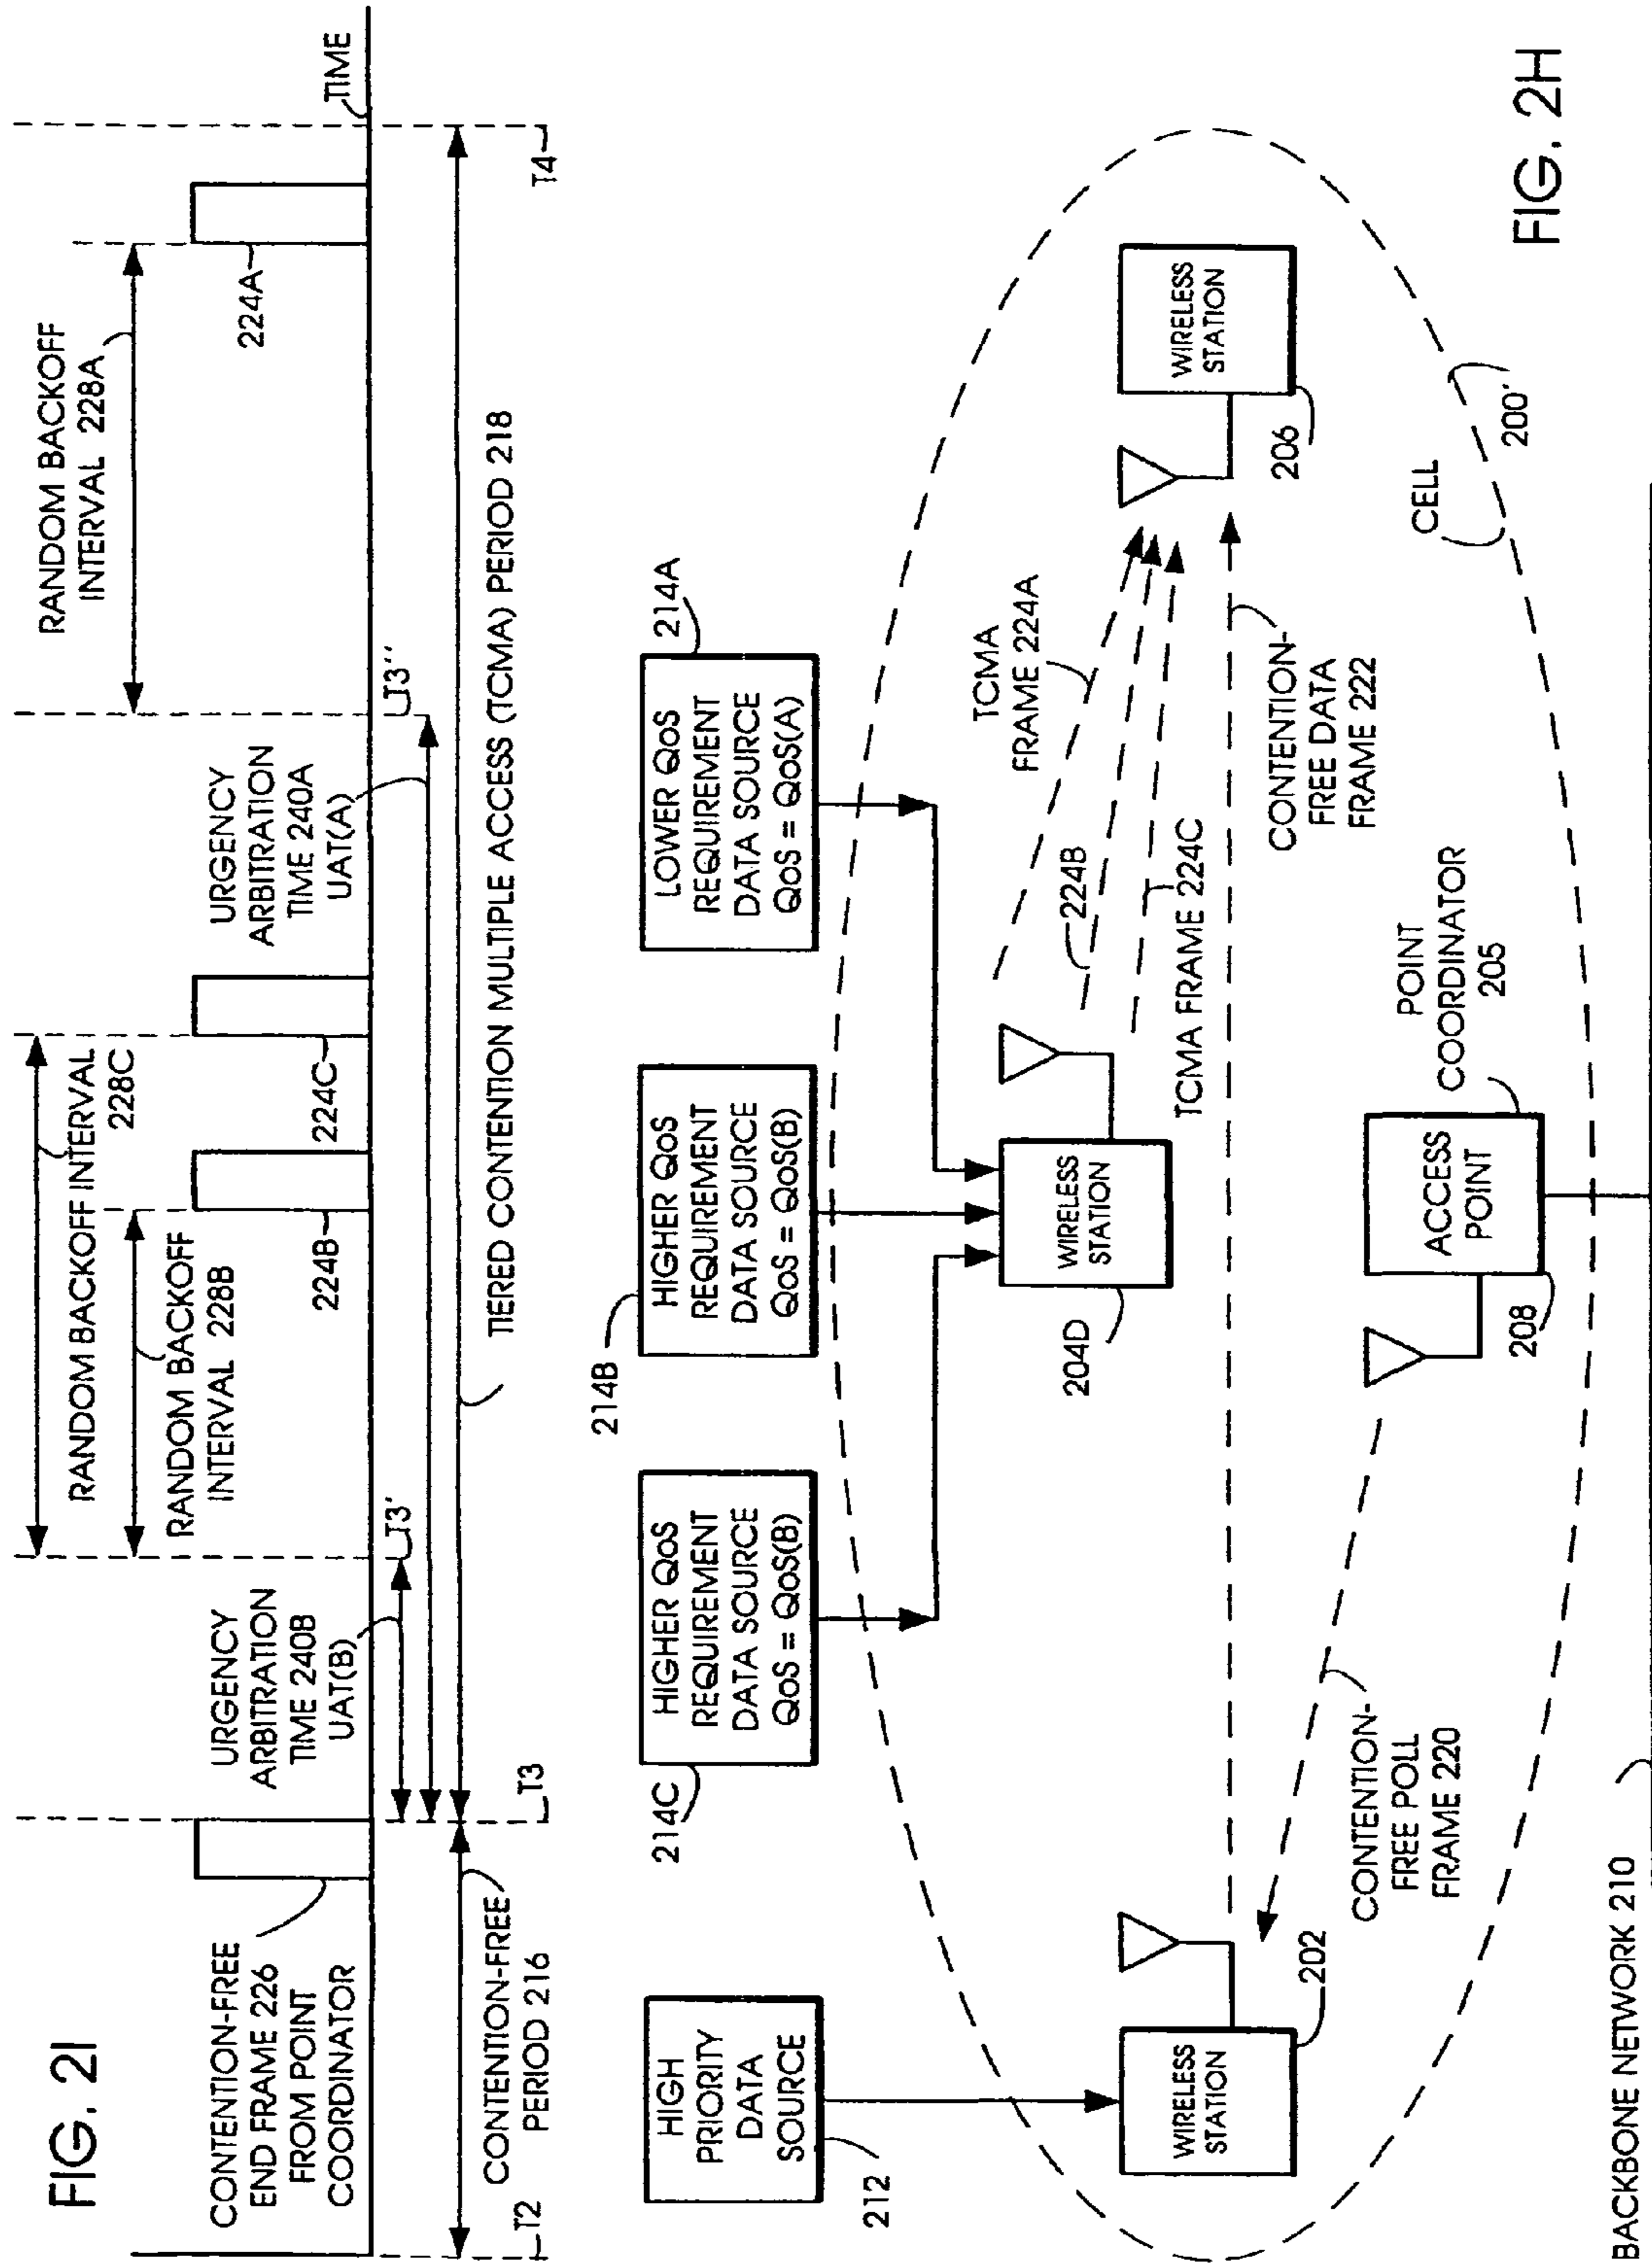 FIG. 2I
CONTENTION-FREE
END FRAME 226
FROM POINT
COORDINATOR
URGENCY
ARBITRATION
TIME 240B
UAT(B)
RANDOM BACKOFF INTERVAL
228C
RANDOM BACKOFF
INTERVAL 228B
224B
224C
URGENCY
ARBITRATION
TIME 240A
UAT(A)
RANDOM BACKOFF
INTERVAL 228A
224A
TIME
T3'
T3''
CONTENTION-FREE
PERIOD 216
TIERED CONTENTION MULTIPLE ACCESS (TCMA) PERIOD 218
T2
T3
T4
HIGH
PRIORITY
DATA
SOURCE
212
HIGHER QoS
REQUIREMENT
DATA SOURCE
QoS = QoS(B)
214C
HIGHER QoS
REQUIREMENT
DATA SOURCE
QoS = QoS(B)
214B
LOWER QoS
REQUIREMENT
DATA SOURCE
QoS = QoS(A)
214A
WIRELESS
STATION
202
WIRELESS
STATION
204D
TCMA
FRAME 224A
224B
TCMA FRAME 224C
WIRELESS
STATION
206
CONTENTION-
FREE DATA
FRAME 222
CONTENTION-
FREE POLL
FRAME 220
ACCESS
POINT
208
POINT
COORDINATOR
205
CELL
200'
BACKBONE NETWORK 210
FIG. 2H